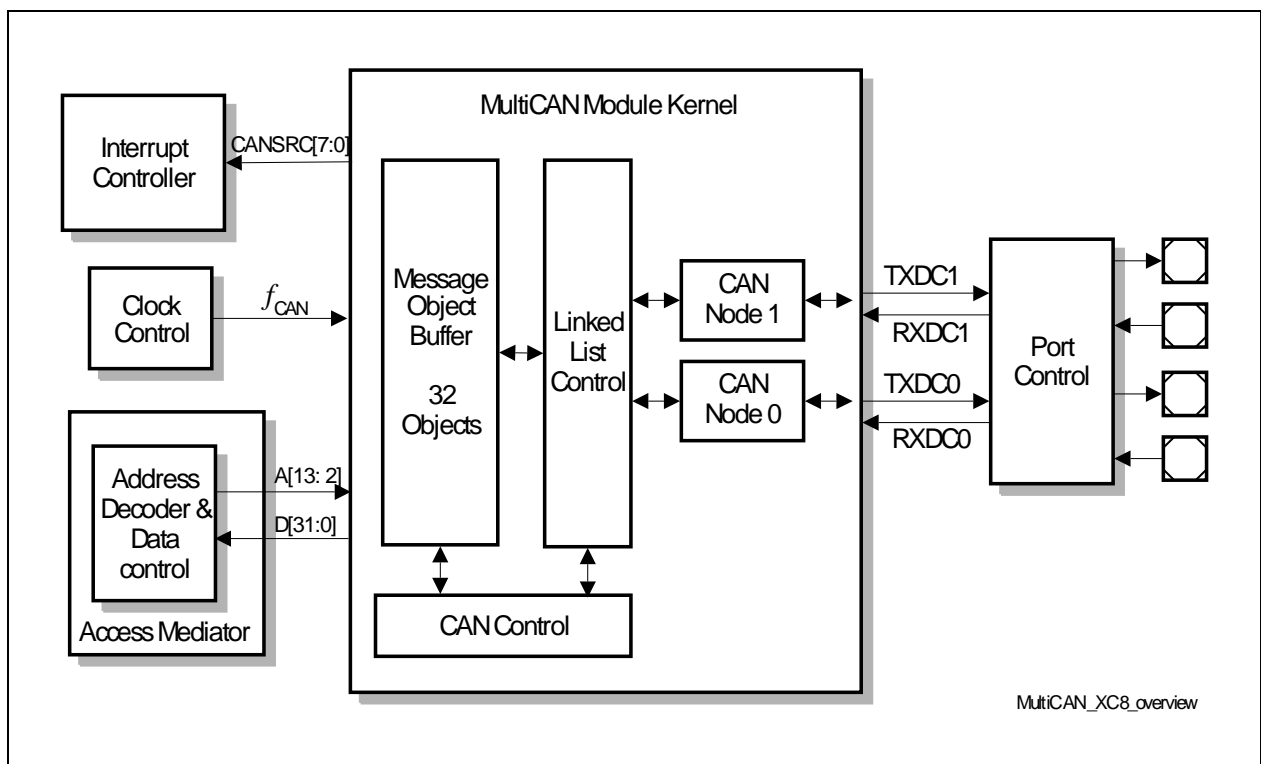 MultiCAN Module Kernel
Interrupt
Controller
CANSRC[7:0]
Clock
Control
fCAN
Address
Decoder &
Data
control
A[13: 2]
D[31:0]
Access Mediator
Message
Object
Buffer
32
Objects
Linked
List
Control
CAN
Node 1
CAN
Node 0
CAN Control
TXDC1
RXDC1
TXDC0
RXDC0
Port
Control
MultiCAN_XC8_overview